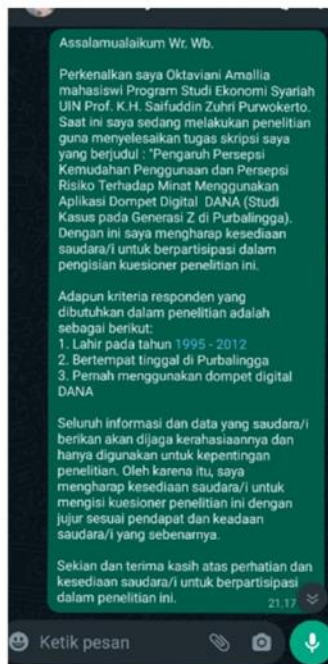 Assalamualaikum Wr. Wb.
Perkenalkan saya Oktaviani Amallia
mahasiswi Program Studi Ekonomi Syariah
UIN Prof. K.H. Saifuddin Zuhri Purwokerto.
Saat ini saya sedang melakukan penelitian
guna menyelesaikan tugas skripsi saya
yang berjudul : "Pengaruh Persepsi
Kemudahan Penggunaan dan Persepsi
Risiko Terhadap Minat Menggunakan
Aplikasi Dompet Digital DANA (Studi
Kasus pada Generasi Z di Purbalingga).
Dengan ini saya mengharap kesediaan
saudara/i untuk berpartisipasi dalam
pengisian kuesioner penelitian ini.
Adapun kriteria responden yang
dibutuhkan dalam penelitian adalah
sebagai berikut:
1. Lahir pada tahun 1995 - 2012
2. Bertempat tinggal di Purbalingga
3. Pernah menggunakan dompet digital
DANA
Seluruh informasi dan data yang saudara/i
berikan akan dijaga kerahasiaannya dan
hanya digunakan untuk kepentingan
penelitian. Oleh karena itu, saya
mengharap kesediaan saudara/i untuk
mengisi kuesioner penelitian ini dengan
jujur sesuai pendapat dan keadaan
saudara/i yang sebenarnya.
Sekian dan terima kasih atas perhatian dan
kesediaan saudara/i untuk berpartisipasi
dalam penelitian ini.
21.17
Ketik pesan